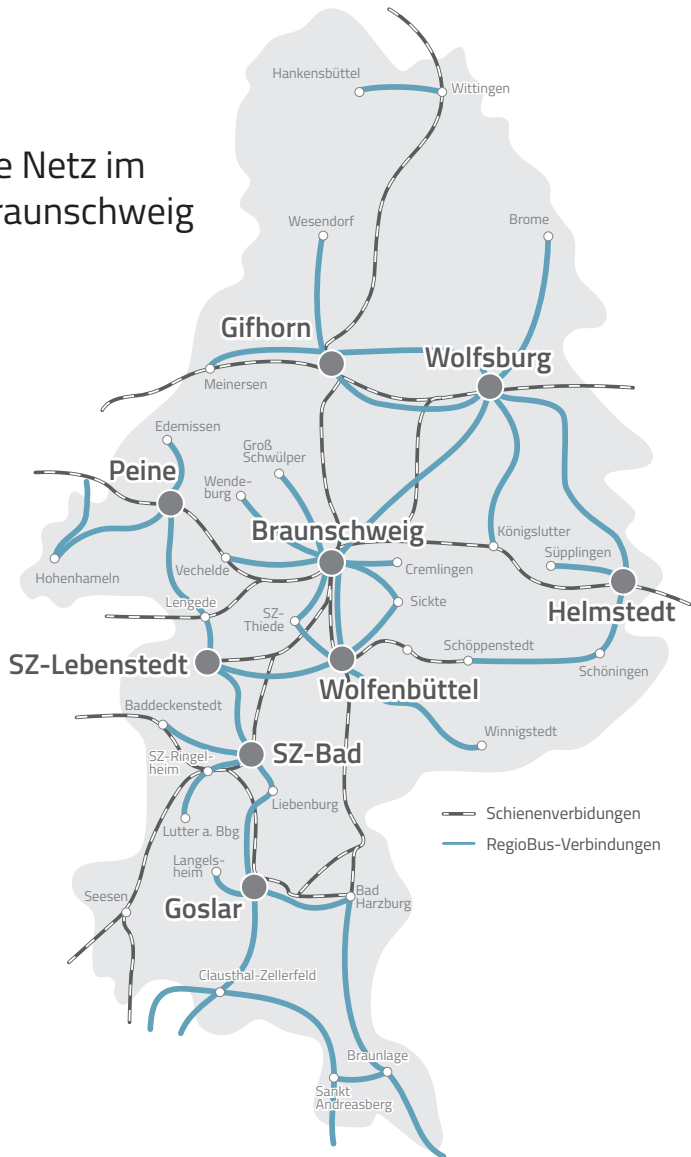 e Netz im
raunschweig
Hankensbüttel
Wittingen
Wesendorf
Brome
Gifhorn
Wolfsburg
Meinersen
Edemissen
Groß
Schwülper
Peine
Wende-
burg
Braunschweig
Königslutter
Süpplingen
Vechelde
Cremlingen
Hohenhameln
Lengede
SZ-
Thiede
Sickte
Helmstedt
SZ-Lebenstedt
Schöppenstedt
Schöningen
Wolfenbüttel
Baddeckenstedt
Winnigstedt
SZ-Ringel-
heim
SZ-Bad
Liebenburg
Schienenverbidungen
RegioBus-Verbindungen
Lutter a. Bbg
Langels-
heim
Seesen
Goslar
Bad
Harzburg
Clausthal-Zellerfeld
Braunlage
Sankt
Andreasberg